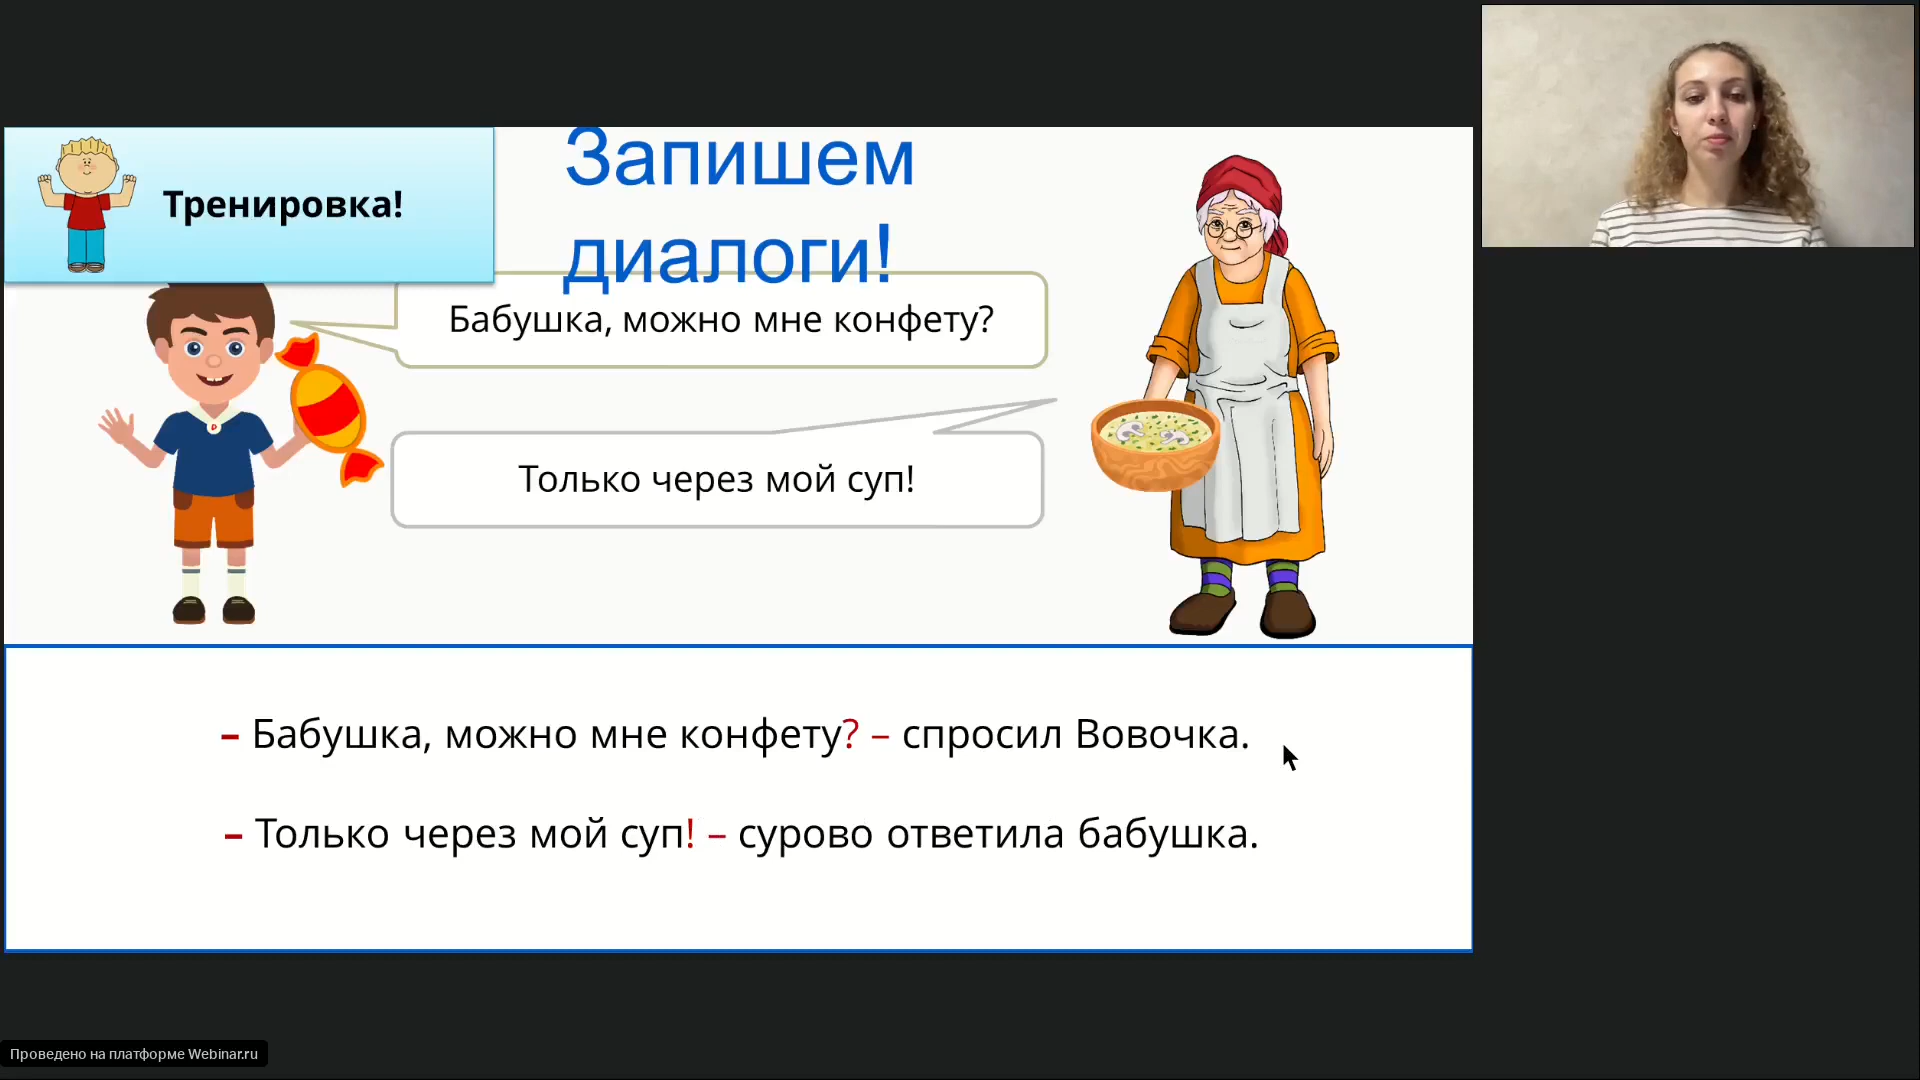 Тренировка!
Запишем
диалоги!
Бабушка, можно мне конфету?
Только через мой суп!
– Бабушка, можно мне конфету? – спросил Вовочка.
– Только через мой суп! – сурово ответила бабушка.
Проведено на платформе Webinar.ru